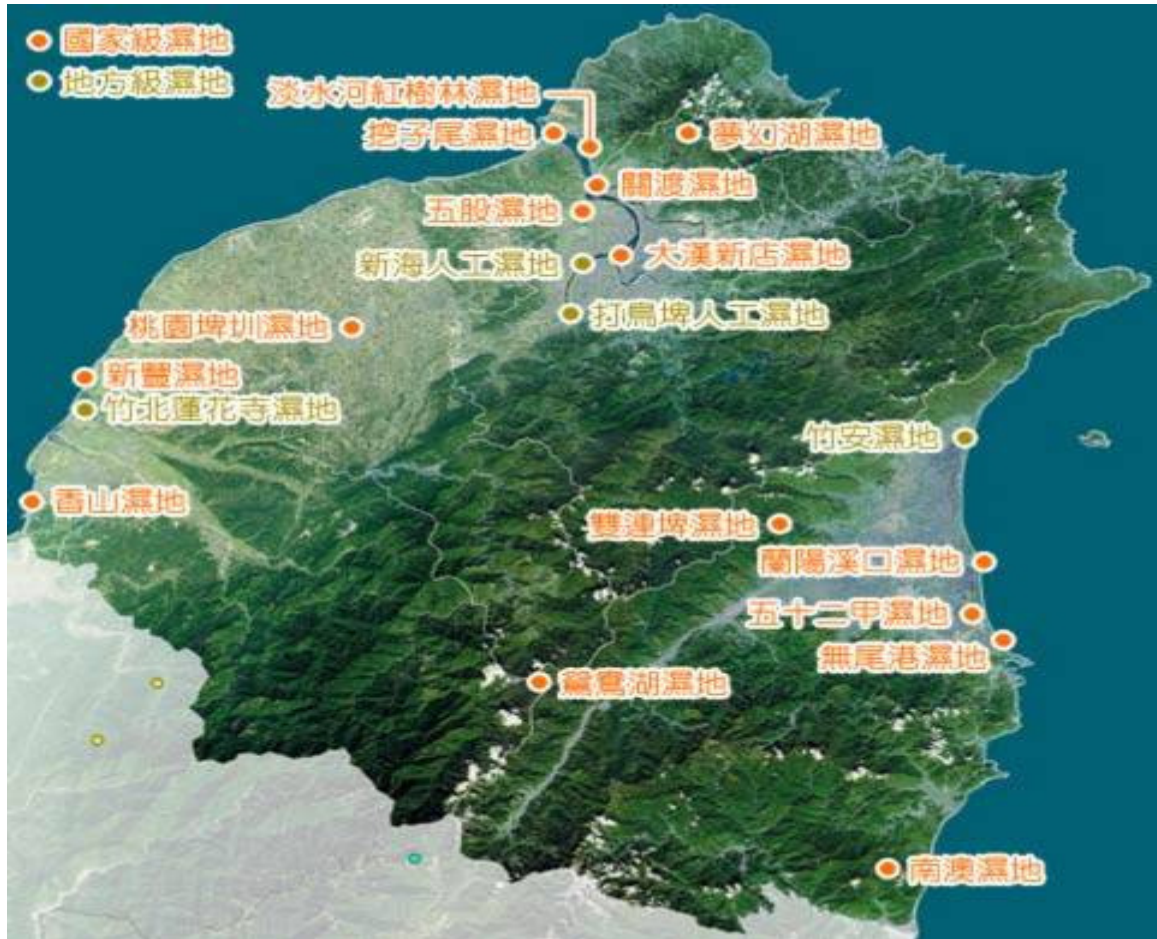 國家級濕地
地方級濕地
淡水河紅樹林濕地
挖子尾濕地
夢幻湖濕地
關渡濕地
五股濕地
大漢新店濕地
新海人工濕地
打鳥埤人工濕地
桃園埤圳濕地
新豐濕地
竹北蓮花寺濕地
竹安濕地
香山濕地
雙連埤濕地
蘭陽溪口濕地
五十二甲濕地
無尾港濕地
鴛鴦湖濕地
南澳濕地